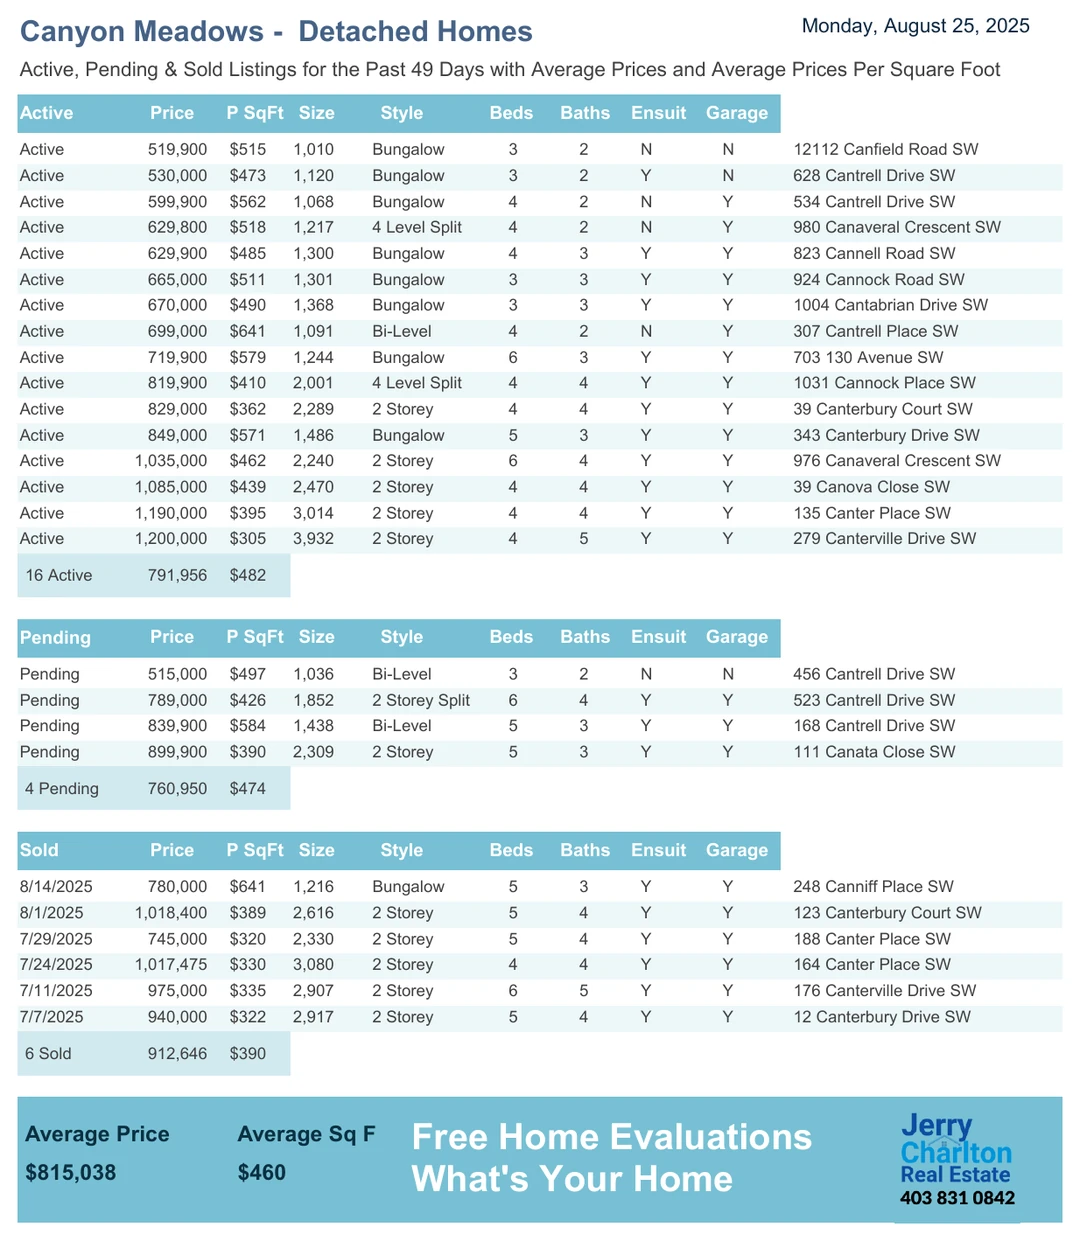 Canyon Meadows -  Detached Homes
Monday, August 25, 2025
Active, Pending & Sold Listings for the Past 49 Days with Average Prices and Average Prices Per Square Foot
Active Price P SqFt Size Style Beds Baths Ensuit Garage
Active 519,900 $515 1,010 Bungalow 3 2 N N 12112 Canfield Road SW
Active 530,000 $473 1,120 Bungalow 3 2 Y N 628 Cantrell Drive SW
Active 599,900 $562 1,068 Bungalow 4 2 N Y 534 Cantrell Drive SW
Active 629,800 $518 1,217 4 Level Split 4 2 N Y 980 Canaveral Crescent SW
Active 629,900 $485 1,300 Bungalow 4 3 Y Y 823 Cannell Road SW
Active 665,000 $511 1,301 Bungalow 3 3 Y Y 924 Cannock Road SW
Active 670,000 $490 1,368 Bungalow 3 3 Y Y 1004 Cantabrian Drive SW
Active 699,000 $641 1,091 Bi-Level 4 2 N Y 307 Cantrell Place SW
Active 719,900 $579 1,244 Bungalow 6 3 Y Y 703 130 Avenue SW
Active 819,900 $410 2,001 4 Level Split 4 4 Y Y 1031 Cannock Place SW
Active 829,000 $362 2,289 2 Storey 4 4 Y Y 39 Canterbury Court SW
Active 849,000 $571 1,486 Bungalow 5 3 Y Y 343 Canterbury Drive SW
Active 1,035,000 $462 2,240 2 Storey 6 4 Y Y 976 Canaveral Crescent SW
Active 1,085,000 $439 2,470 2 Storey 4 4 Y Y 39 Canova Close SW
Active 1,190,000 $395 3,014 2 Storey 4 4 Y Y 135 Canter Place SW
Active 1,200,000 $305 3,932 2 Storey 4 5 Y Y 279 Canterville Drive SW
16 Active 791,956 $482
Pending Price P SqFt Size Style Beds Baths Ensuit Garage
Pending 515,000 $497 1,036 Bi-Level 3 2 N N 456 Cantrell Drive SW
Pending 789,000 $426 1,852 2 Storey Split 6 4 Y Y 523 Cantrell Drive SW
Pending 839,900 $584 1,438 Bi-Level 5 3 Y Y 168 Cantrell Drive SW
Pending 899,900 $390 2,309 2 Storey 5 3 Y Y 111 Canata Close SW
4 Pending 760,950 $474
Sold Price P SqFt Size Style Beds Baths Ensuit Garage
8/14/2025 780,000 $641 1,216 Bungalow 5 3 Y Y 248 Canniff Place SW
8/1/2025 1,018,400 $389 2,616 2 Storey 5 4 Y Y 123 Canterbury Court SW
7/29/2025 745,000 $320 2,330 2 Storey 5 4 Y Y 188 Canter Place SW
7/24/2025 1,017,475 $330 3,080 2 Storey 4 4 Y Y 164 Canter Place SW
7/11/2025 975,000 $335 2,907 2 Storey 6 5 Y Y 176 Canterville Drive SW
7/7/2025 940,000 $322 2,917 2 Storey 5 4 Y Y 12 Canterbury Drive SW
6 Sold 912,646 $390
Average Price Average Sq F
$815,038 $460
Free Home Evaluations
What's Your Home
Jerry
Charlton
Real Estate
403 831 0842